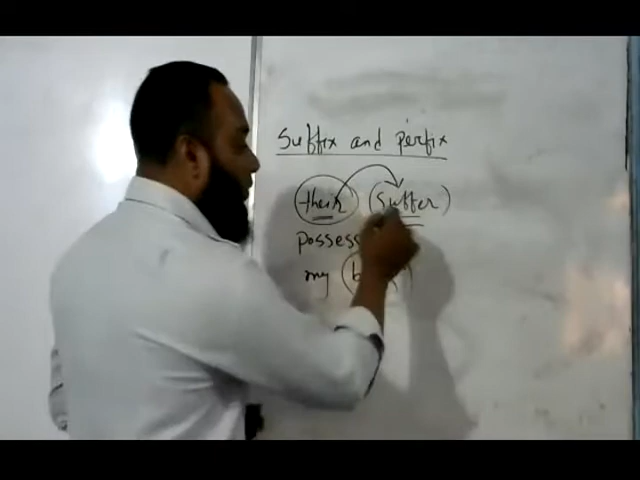 Suffix and perfix
their (suffer)
possess
my